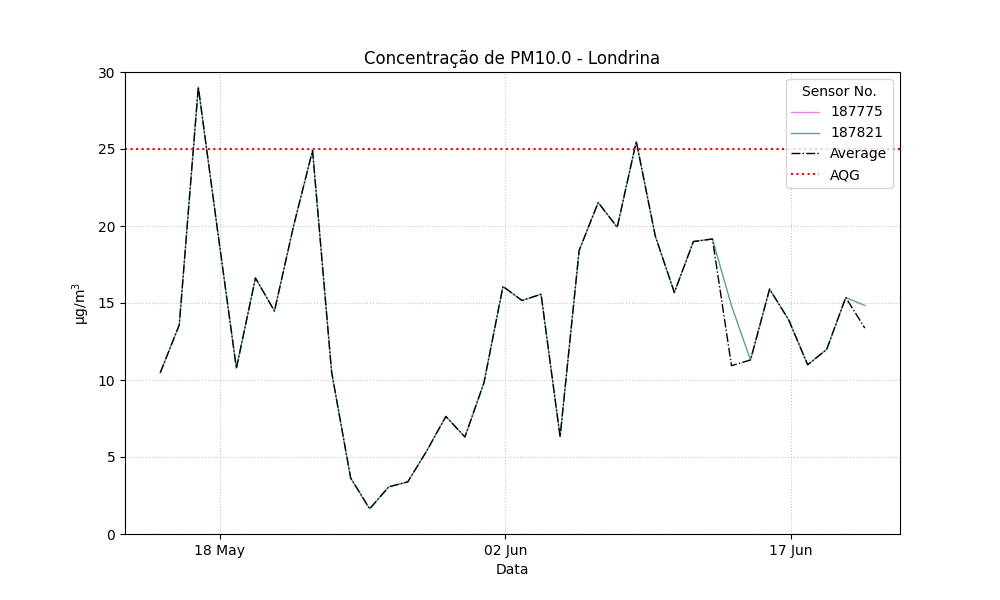 Concentração de PM10.0 - Londrina
30
25
20
15
10
5
0
µg/m³
Sensor No.
187775
187821
Average
AQG
18 May
02 Jun
17 Jun
Data